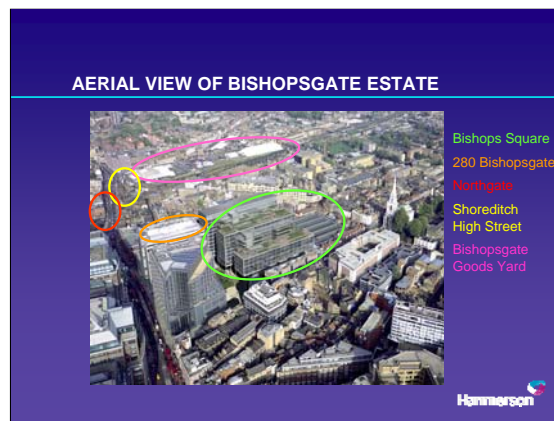 AERIAL VIEW OF BISHOPSGATE ESTATE
Bishops Square
280 Bishopsgate
Northgate
Shoreditch
High Street
Bishopsgate
Goods Yard
Hammerson